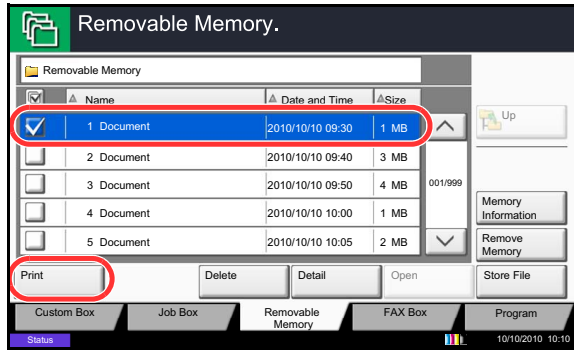 Removable Memory.
Removable Memory
Name Date and Time Size
1 Document 2010/10/10 09:30 1 MB
Up
2 Document 2010/10/10 09:40 3 MB
3 Document 2010/10/10 09:50 4 MB
001/999
4 Document 2010/10/10 10:00 1 MB
Memory
Information
5 Document 2010/10/10 10:05 2 MB
Remove
Memory
Print Delete Detail Open Store File
Custom Box Job Box Removable
Memory FAX Box Program
Status 10/10/2010 10:10